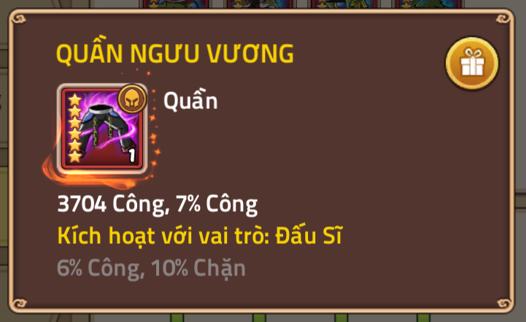 QUẦN NGƯU VƯƠNG
Quần
1
3704 Công, 7% Công
Kích hoạt với vai trò: Đấu Sĩ
6% Công, 10% Chặn